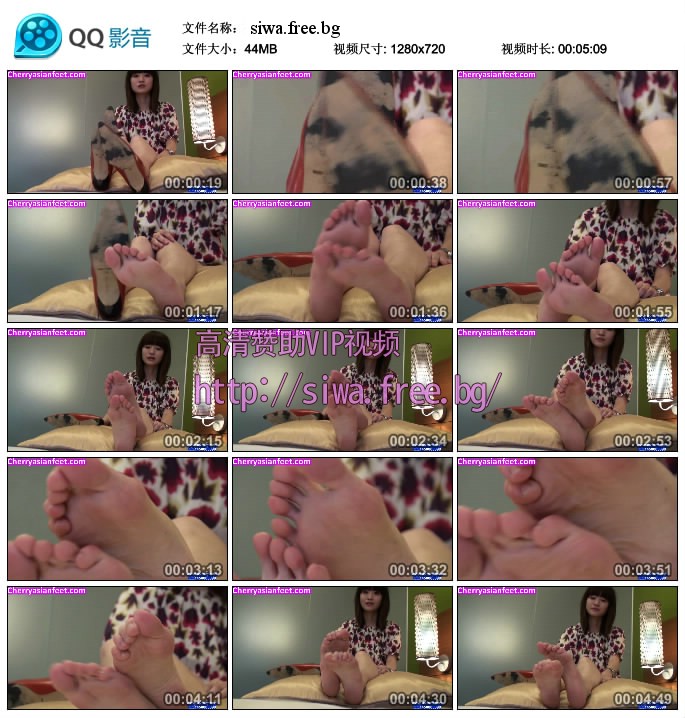 QQ 影音
文件名称: siwa.free.bg
文件大小: 44MB 视频尺寸: 1280x720 视频时长: 00:05:09
Cherryasianfeet.com Cherryasianfeet.com Cherryasianfeet.com
00:00:19 00:00:38 00:00:57
Cherryasianfeet.com Cherryasianfeet.com Cherryasianfeet.com
00:01:17 00:01:36 00:01:55
Cherryasianfeet.com Cherryasianfeet.com Cherryasianfeet.com
高清赞助VIP视频
http://siwa.free.bg/
00:02:15 00:02:34 00:02:53
Cherryasianfeet.com Cherryasianfeet.com Cherryasianfeet.com
00:03:13 00:03:32 00:03:51
Cherryasianfeet.com Cherryasianfeet.com Cherryasianfeet.com
00:04:11 00:04:30 00:04:49